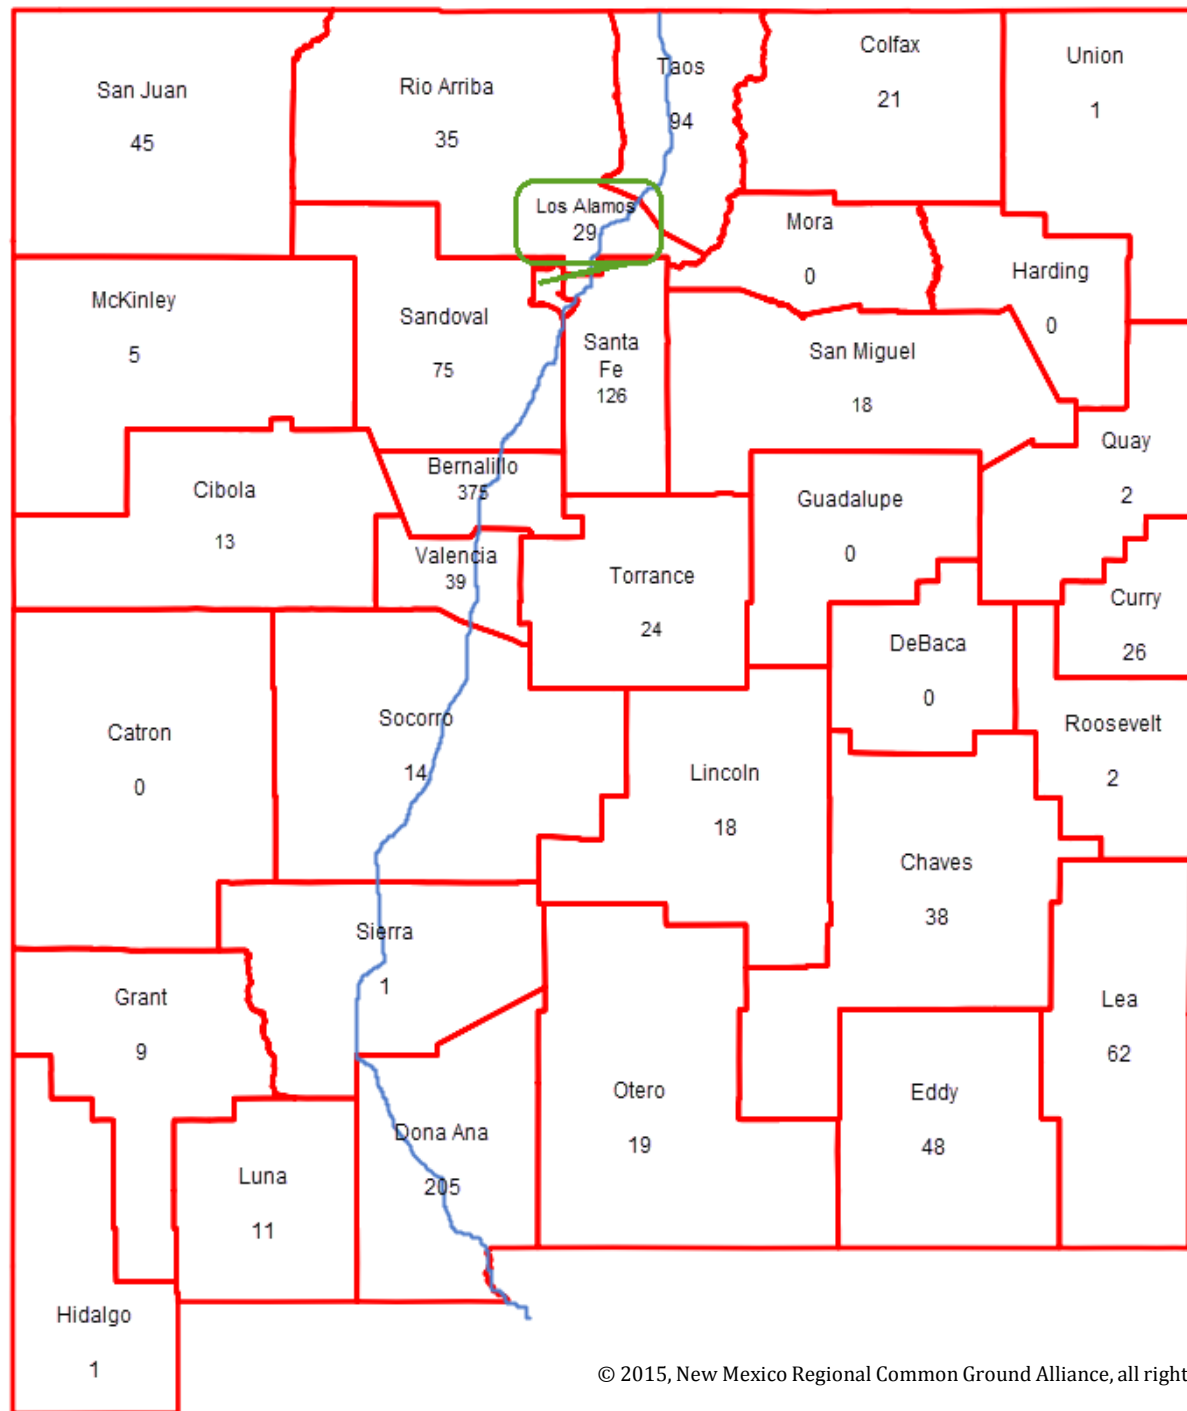 San Juan
45
Rio Arriba
35
Taos
94
Colfax
21
Union
1
Los Alamos
29
Mora
0
Harding
0
McKinley
5
Sandoval
75
Santa
Fe
126
San Miguel
18
Quay
2
Cibola
13
Bernalillo
375
Guadalupe
0
Valencia
39
Torrance
24
Curry
26
DeBaca
0
Roosevelt
2
Catron
0
Socorro
14
Lincoln
18
Chaves
38
Sierra
1
Grant
9
Lea
62
Otero
19
Eddy
48
Dona Ana
205
Luna
11
Hidalgo
1
© 2015, New Mexico Regional Common Ground Alliance, all right